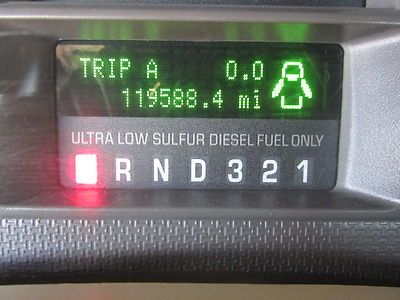 TRIP A 0.0
119588.4 mi
ULTRA LOW SULFUR DIESEL FUEL ONLY
R N D 3 2 1